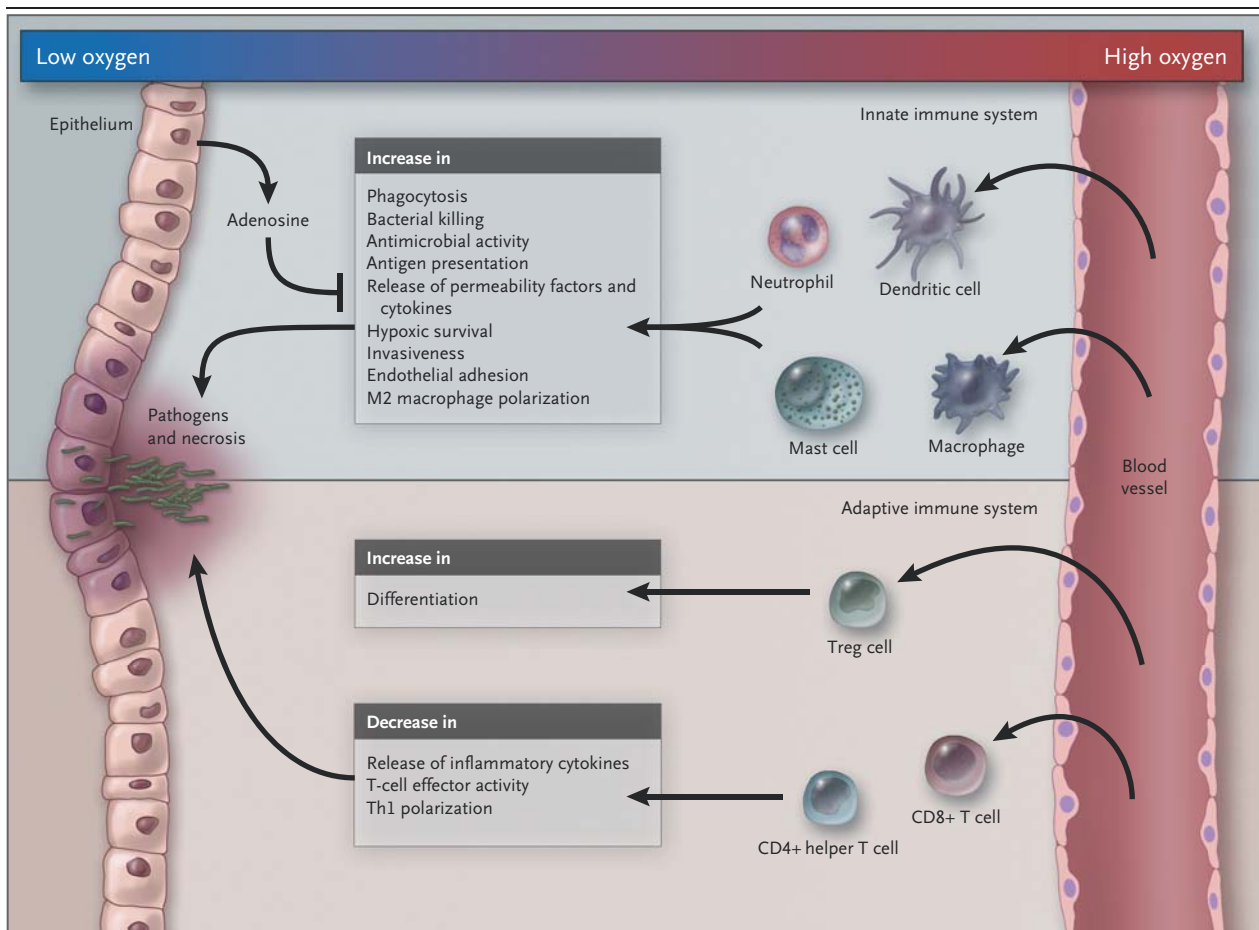 Low oxygen
High oxygen
Epithelium
Innate immune system
Increase in
Phagocytosis
Bacterial killing
Antimicrobial activity
Antigen presentation
Release of permeability factors and
cytokines
Hypoxic survival
Invasiveness
Endothelial adhesion
M2 macrophage polarization
Adenosine
Neutrophil
Dendritic cell
Pathogens
and necrosis
Mast cell
Macrophage
Blood
vessel
Adaptive immune system
Increase in
Differentiation
Treg cell
Decrease in
Release of inflammatory cytokines
T-cell effector activity
Th1 polarization
CD8+ T cell
CD4+ helper T cell